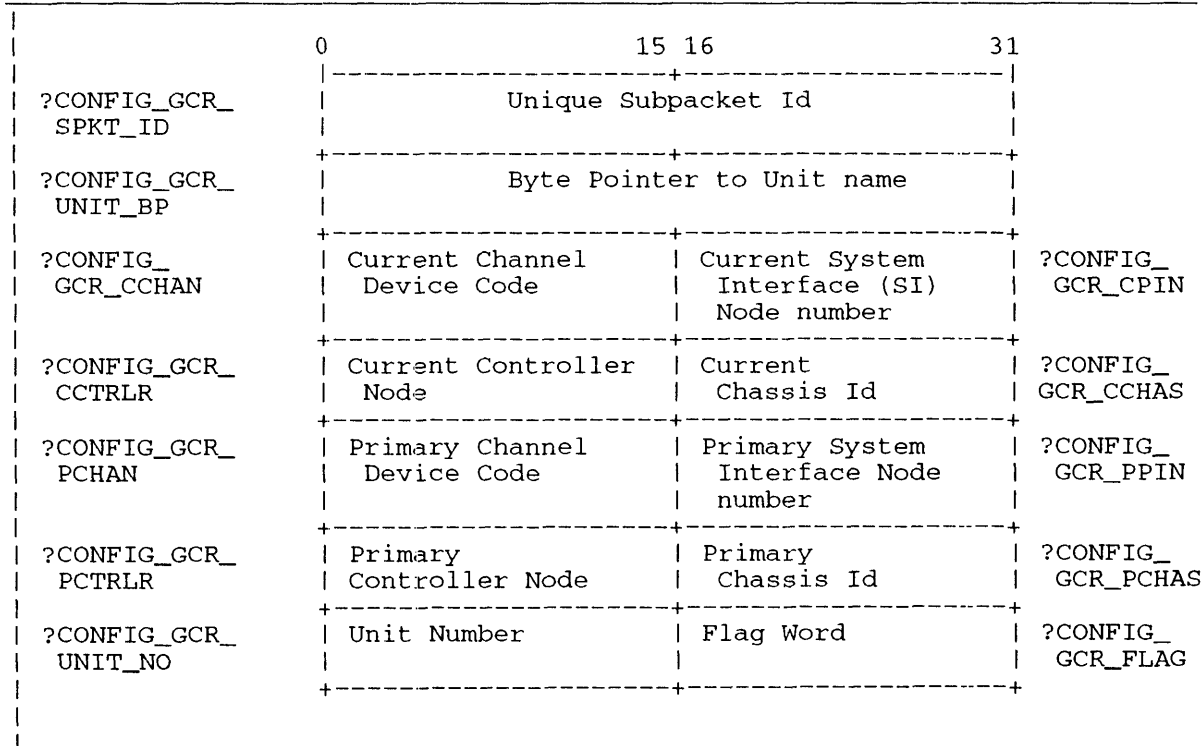 0 15 16 31
?CONFIG_GCR_ Unique Subpacket Id
SPKT_ID
?CONFIG_GCR_ Byte Pointer to Unit name
UNIT_BP
?CONFIG_ Current Channel Current System ?CONFIG_
GCR_CCHAN Device Code Interface (SI) GCR_CPIN
Node number
?CONFIG_GCR_ Current Controller Current ?CONFIG_
CCTRLR Node Chassis Id GCR_CCHAS
?CONFIG_GCR_ Primary Channel Primary System ?CONFIG_
PCHAN Device Code Interface Node GCR_PPIN
number
?CONFIG_GCR_ Primary Primary ?CONFIG_
PCTRLR Controller Node Chassis Id GCR_PCHAS
?CONFIG_GCR_ Unit Number Flag Word ?CONFIG_
UNIT_NO GCR_FLAG